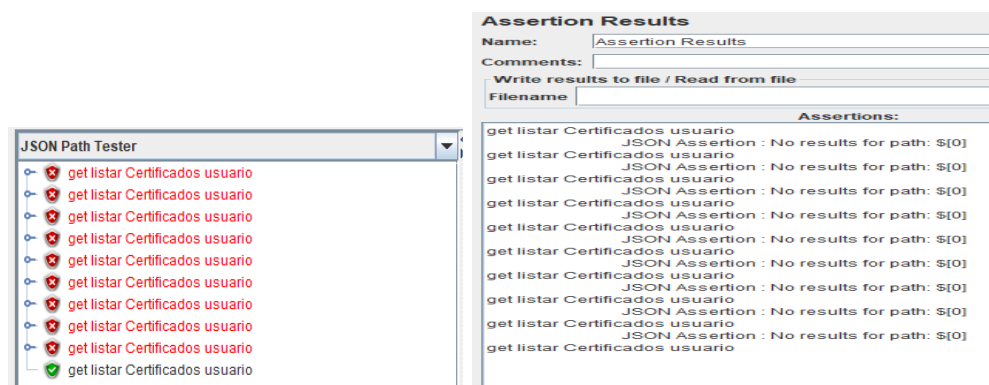 JSON Path Tester
get listar Certificados usuario
get listar Certificados usuario
get listar Certificados usuario
get listar Certificados usuario
get listar Certificados usuario
get listar Certificados usuario
get listar Certificados usuario
get listar Certificados usuario
get listar Certificados usuario
get listar Certificados usuario
Assertion Results
Name: Assertion Results
Comments:
Write results to file / Read from file
Filename
Assertions:
get listar Certificados usuario
JSON Assertion : No results for path: $[0]
get listar Certificados usuario
JSON Assertion : No results for path: $[0]
get listar Certificados usuario
JSON Assertion : No results for path: $[0]
get listar Certificados usuario
JSON Assertion : No results for path: $[0]
get listar Certificados usuario
JSON Assertion : No results for path: $[0]
get listar Certificados usuario
JSON Assertion : No results for path: $[0]
get listar Certificados usuario
JSON Assertion : No results for path: $[0]
get listar Certificados usuario
JSON Assertion : No results for path: $[0]
get listar Certificados usuario
JSON Assertion : No results for path: $[0]
get listar Certificados usuario